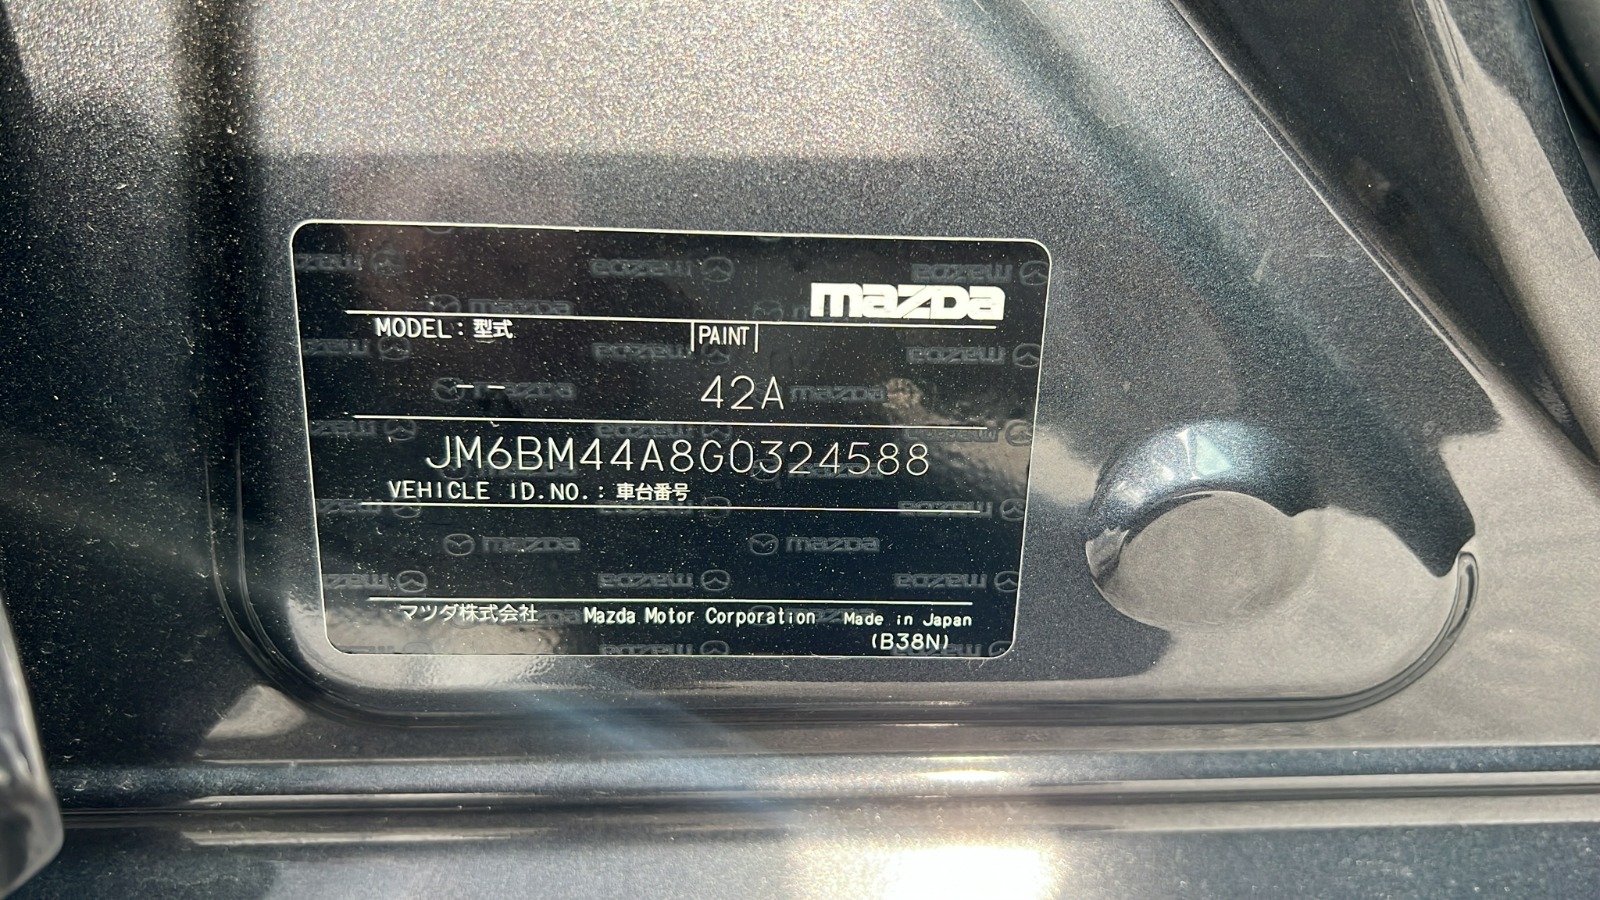 mazda
MODEL: 型式 PAINT
-- 42A
JM6BM44A8G0324588
VEHICLE ID.NO.: 車台番号
マツダ株式会社 Mazda Motor Corporation Made in Japan
(B38N)